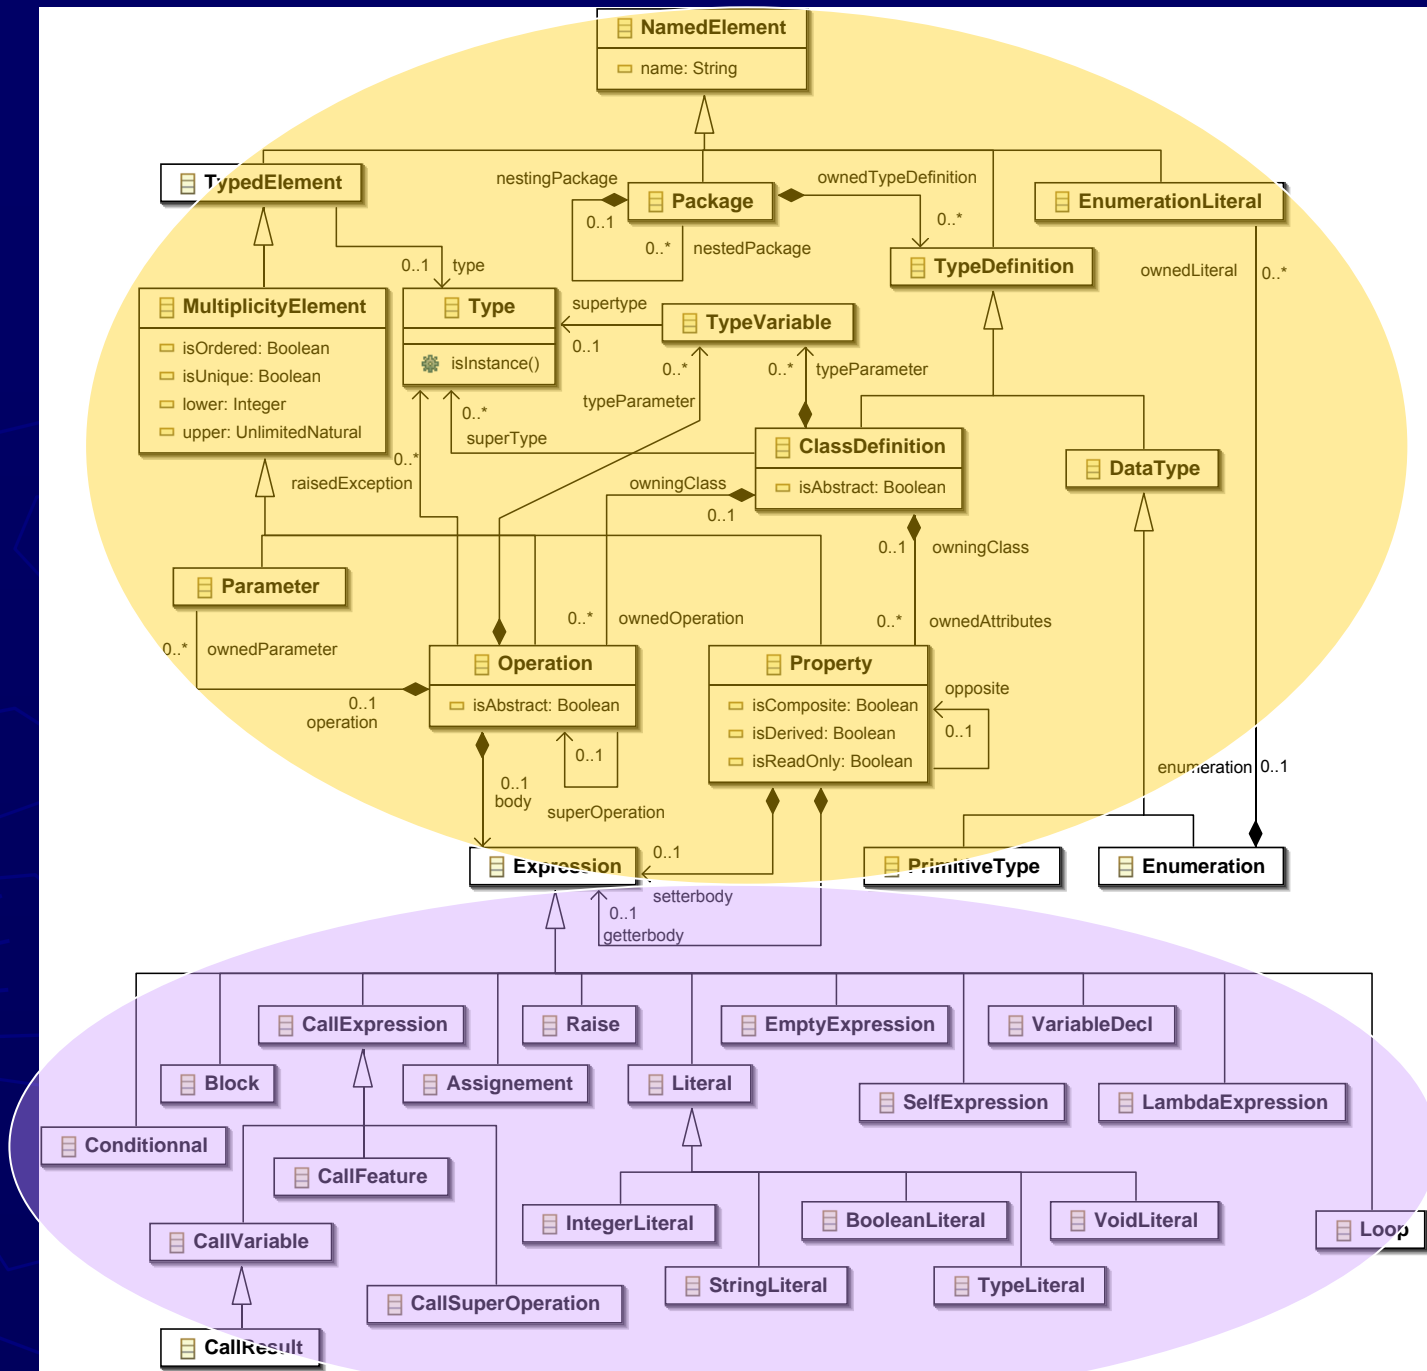 NamedElement
name: String
TypedElement
nestingPackage
Package
ownedTypeDefinition
EnumerationLiteral
0..1
0..*
0..*
nestedPackage
TypeDefinition
ownedLiteral
0..*
0..1
type
MultiplicityElement
isOrdered: Boolean
isUnique: Boolean
lower: Integer
upper: UnlimitedNatural
Type
isInstance()
supertype
0..1
TypeVariable
0..*
0..*
typeParameter
typeParameter
0..*
superType
ClassDefinition
isAbstract: Boolean
DataType
0..*
raisedException
owningClass
0..1
0..1
owningClass
Parameter
0..*
ownedOperation
0..*
ownedAttributes
0..*
ownedParameter
Operation
isAbstract: Boolean
Property
isComposite: Boolean
isDerived: Boolean
isReadOnly: Boolean
opposite
0..1
0..1
operation
0..1
superOperation
0..1
body
enumeration
0..1
Expression
0..1
setterbody
PrimitiveType
Enumeration
0..1
getterbody
CallExpression
Raise
EmptyExpression
VariableDecl
Block
Assignement
Literal
SelfExpression
LambdaExpression
Conditionnal
CallFeature
IntegerLiteral
BooleanLiteral
VoidLiteral
Loop
CallVariable
StringLiteral
TypeLiteral
CallSuperOperation
CallResult